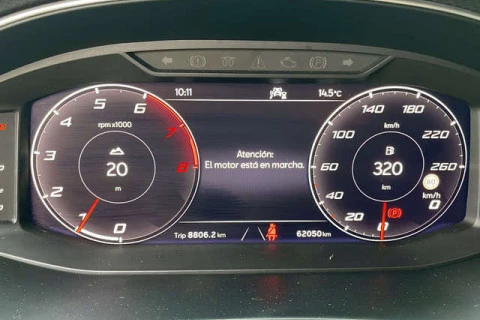 10:11
14.5°C
0
1
2
3
4
5
6
7
8
rpm x1000
20
m
Atención:
El motor está en marcha.
0
20
60
100
140
180
220
260
km/h
320
km
80
km/h
0
Trip 8806.2 km
62050 km